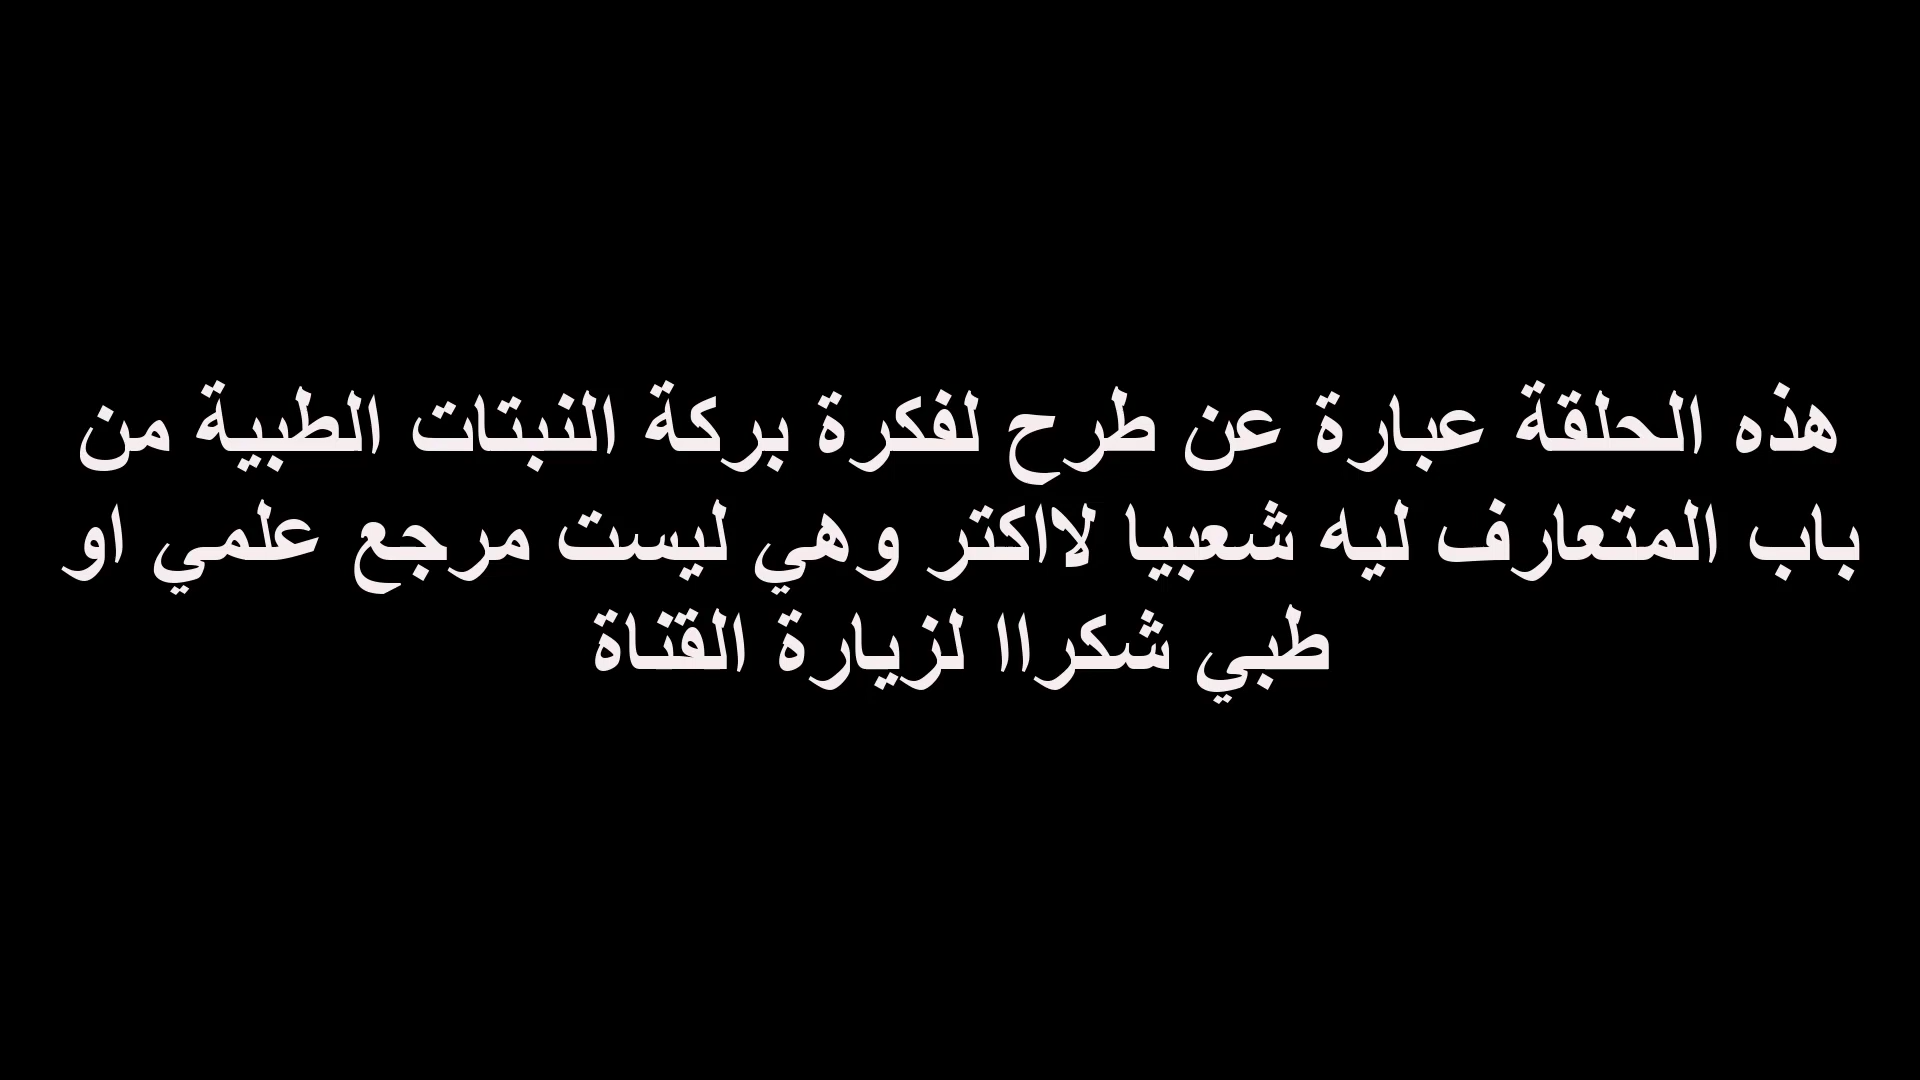 هذه الحلقة عبارة عن طرح لفكرة بركة النبتات الطبية من
باب المتعارف ليه شعبيا لااكتر وهي ليست مرجع علمي او
طبي شكراا لزيارة القناة